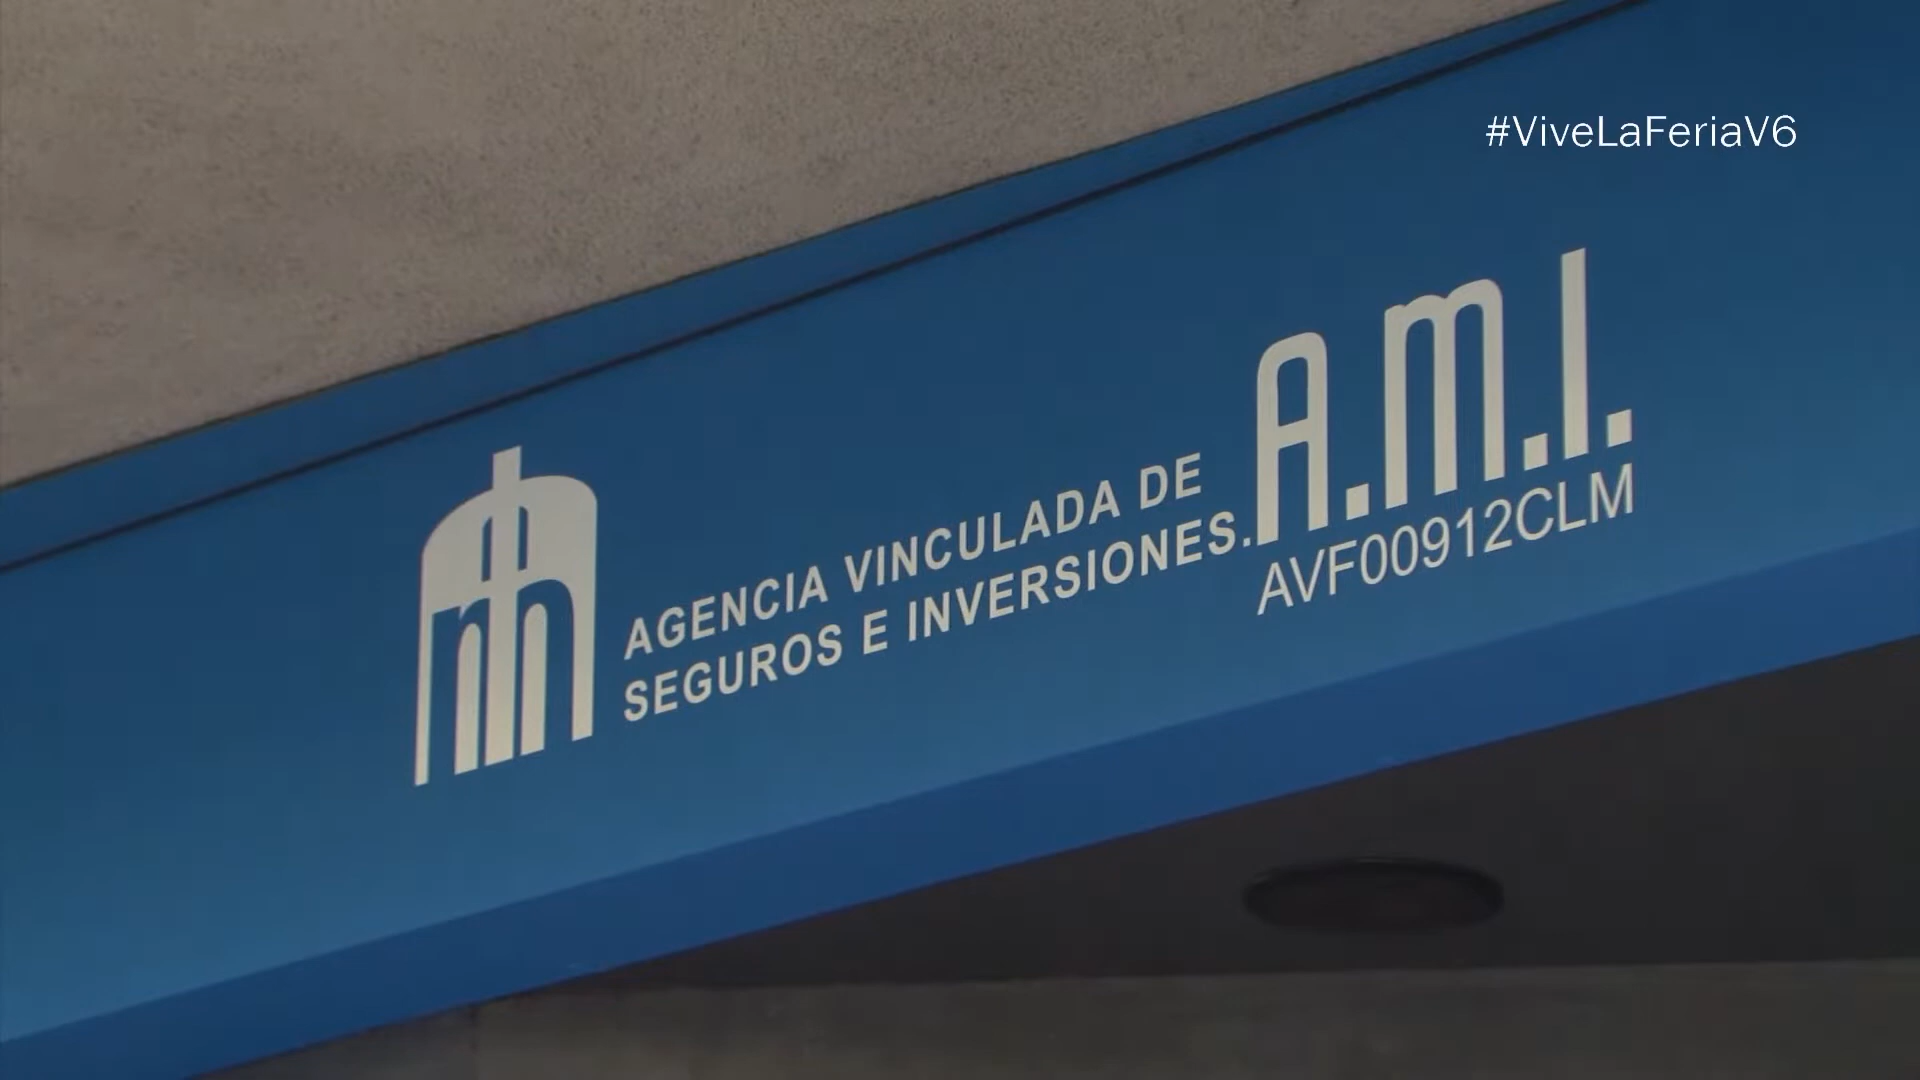 #ViveLaFeriaV6
AGENCIA VINCULADA DE
SEGUROS E INVERSIONES.
A.M.I.
AVF00912CLM